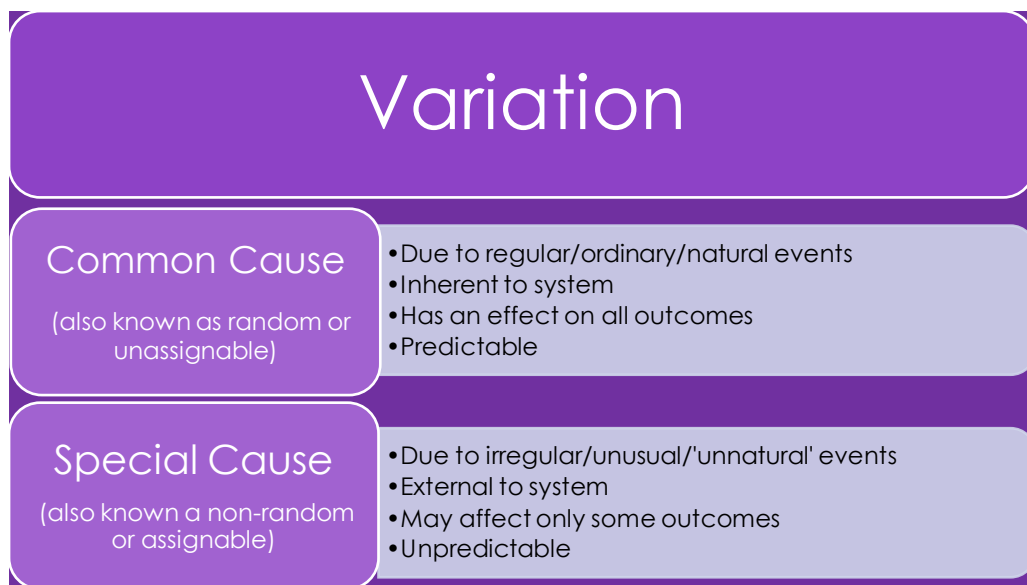 Variation
Common Cause
(also known as random or
unassignable)
•Due to regular/ordinary/natural events
•Inherent to system
•Has an effect on all outcomes
•Predictable
Special Cause
(also known a non-random
or assignable)
•Due to irregular/unusual/'unnatural' events
•External to system
•May affect only some outcomes
•Unpredictable